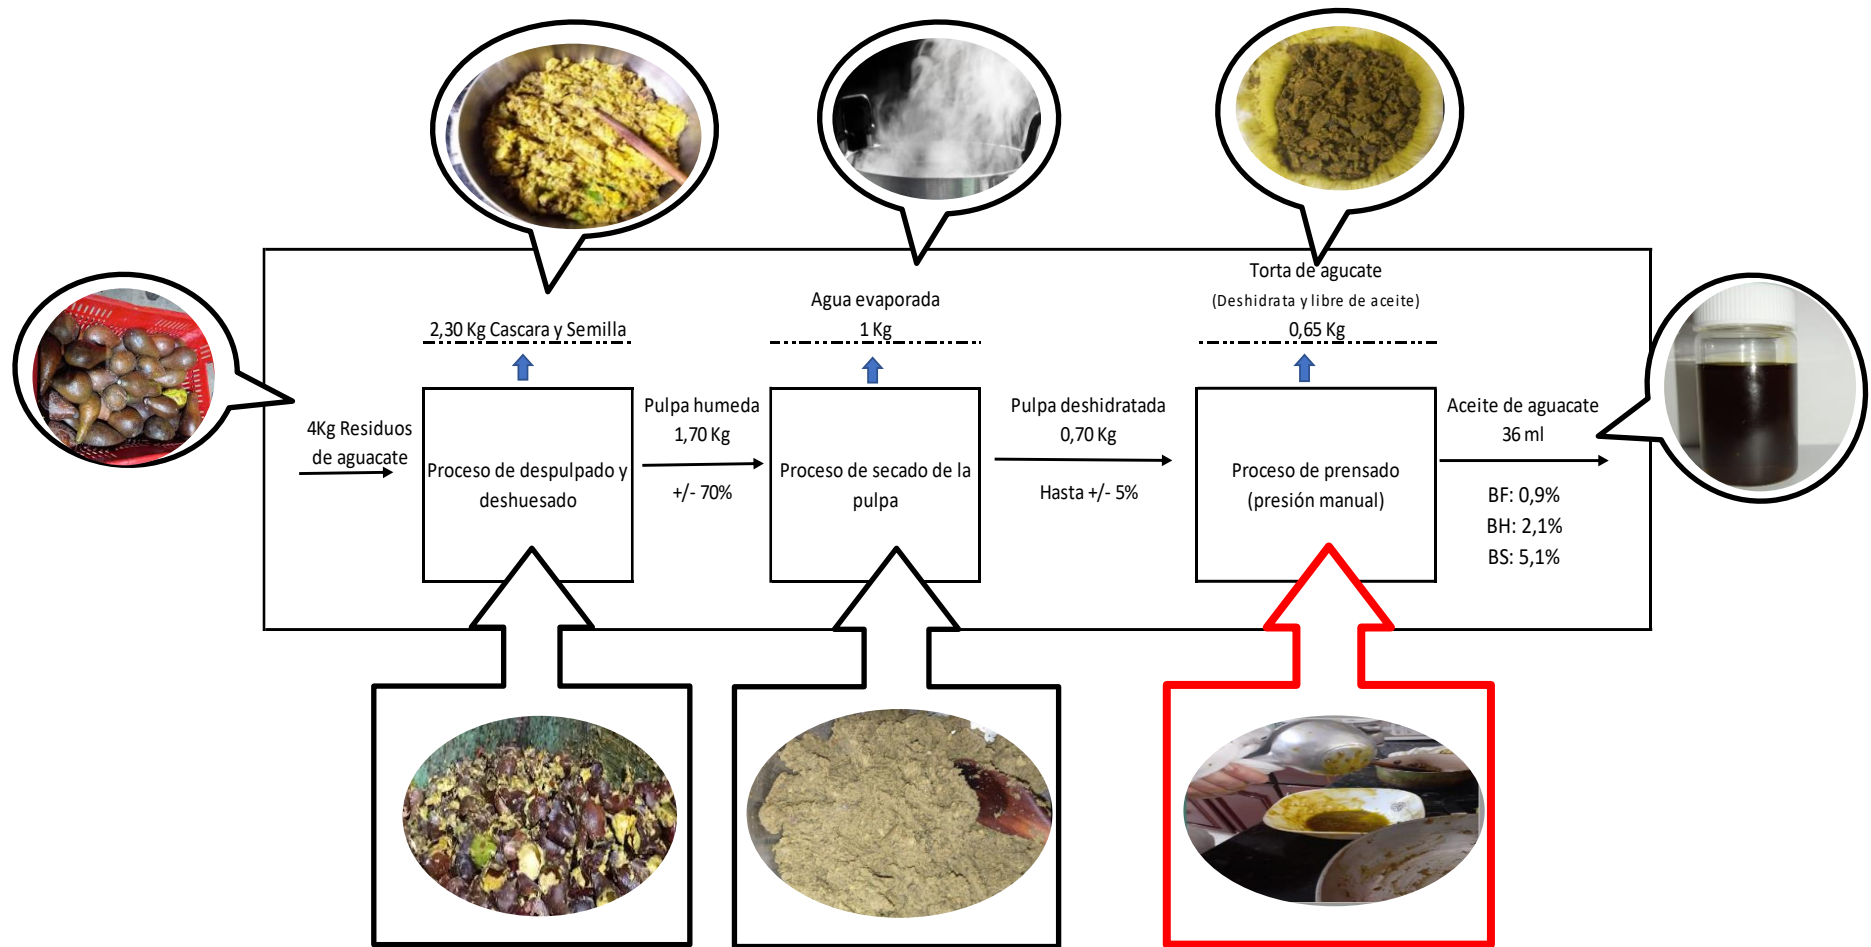 4Kg Residuos
de aguacate
2,30 Kg Cascara y Semilla
Proceso de despulpado y
deshuesado
Pulpa humeda
1,70 Kg
+/- 70%
Agua evaporada
1 Kg
Proceso de secado de la
pulpa
Pulpa deshidratada
0,70 Kg
Hasta +/- 5%
Torta de agucate
(Deshidrata y libre de aceite)
0,65 Kg
Proceso de prensado
(presión manual)
Aceite de aguacate
36 ml
BF: 0,9%
BH: 2,1%
BS: 5,1%